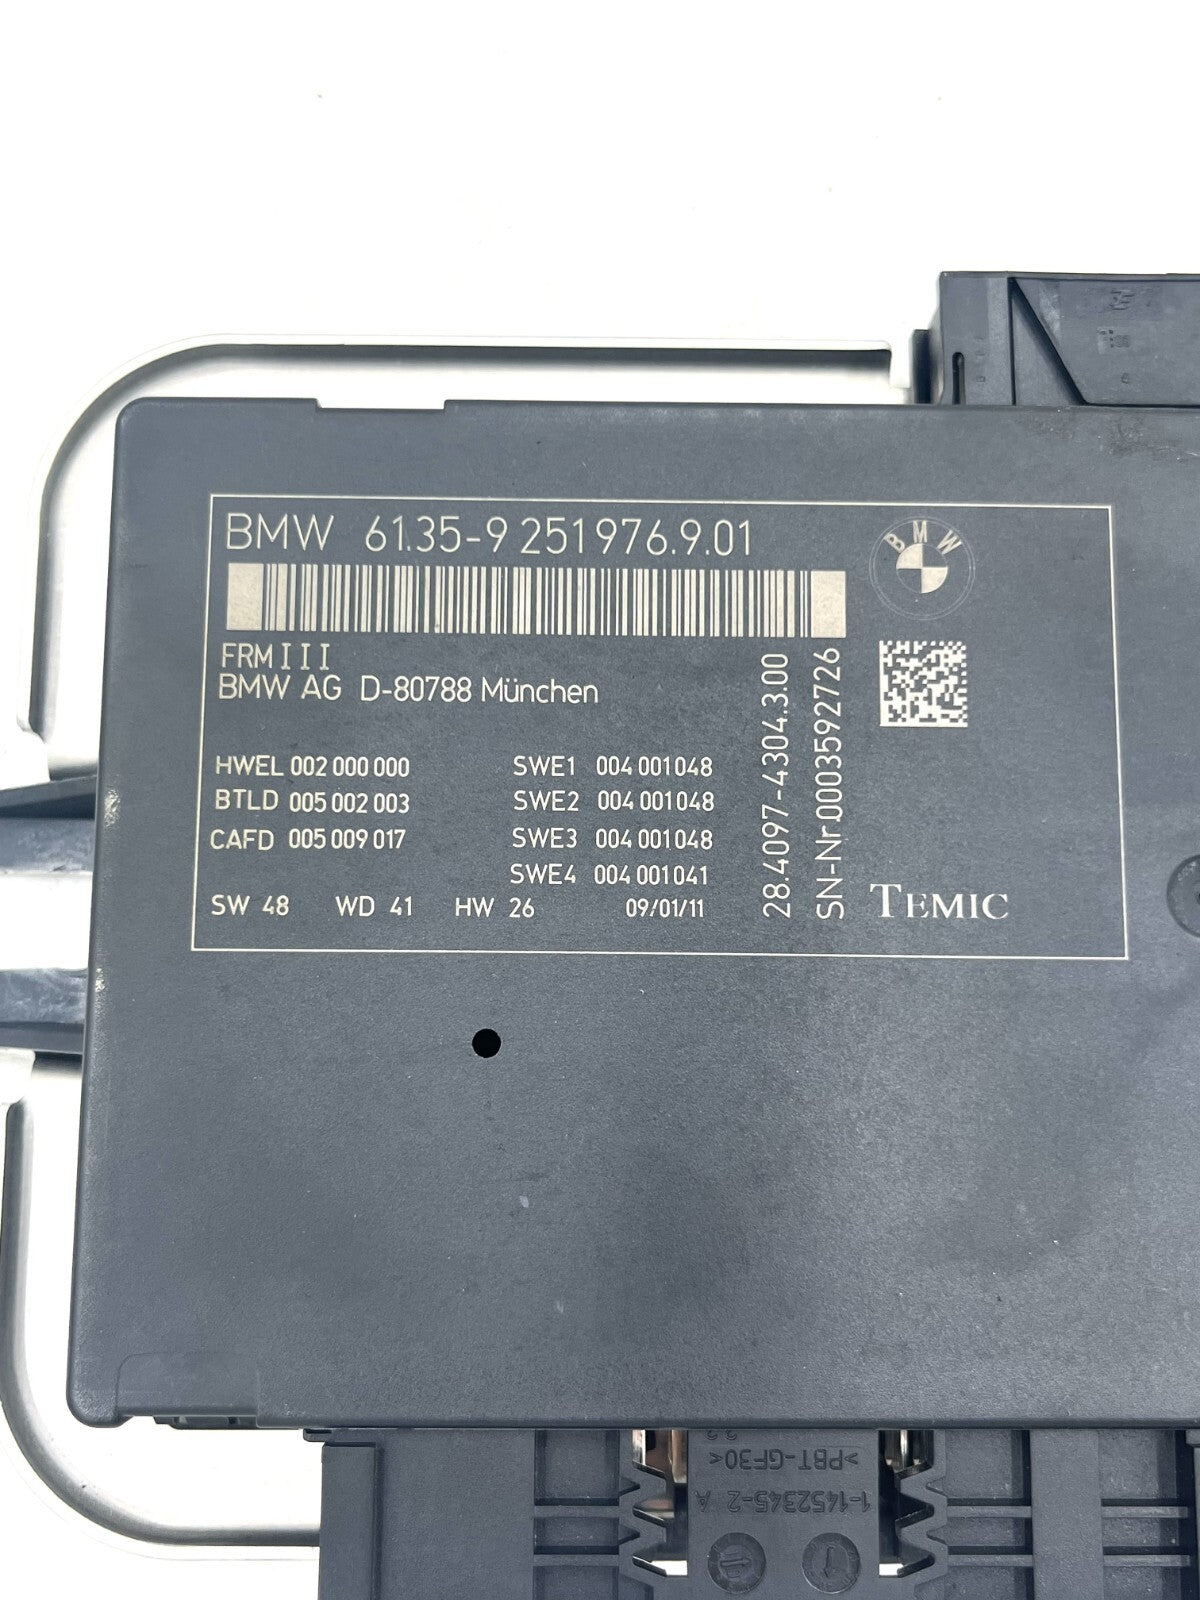 BMW 61.35-9 251976.9.01
BMW
FRM III
BMW AG D-80788 München
HWEL 002 000 000
BTLD 005 002 003
CAFD 005 009 017
SWE1 004 001 048
SWE2 004 001 048
SWE3 004 001 048
SWE4 004 001 041
SW 48 WD 41 HW 26 09/01/11
28.4097-4304.3.00
SN-Nr.0003592726
TEMIC
>PBT-GF30<
1-1452345-2 A